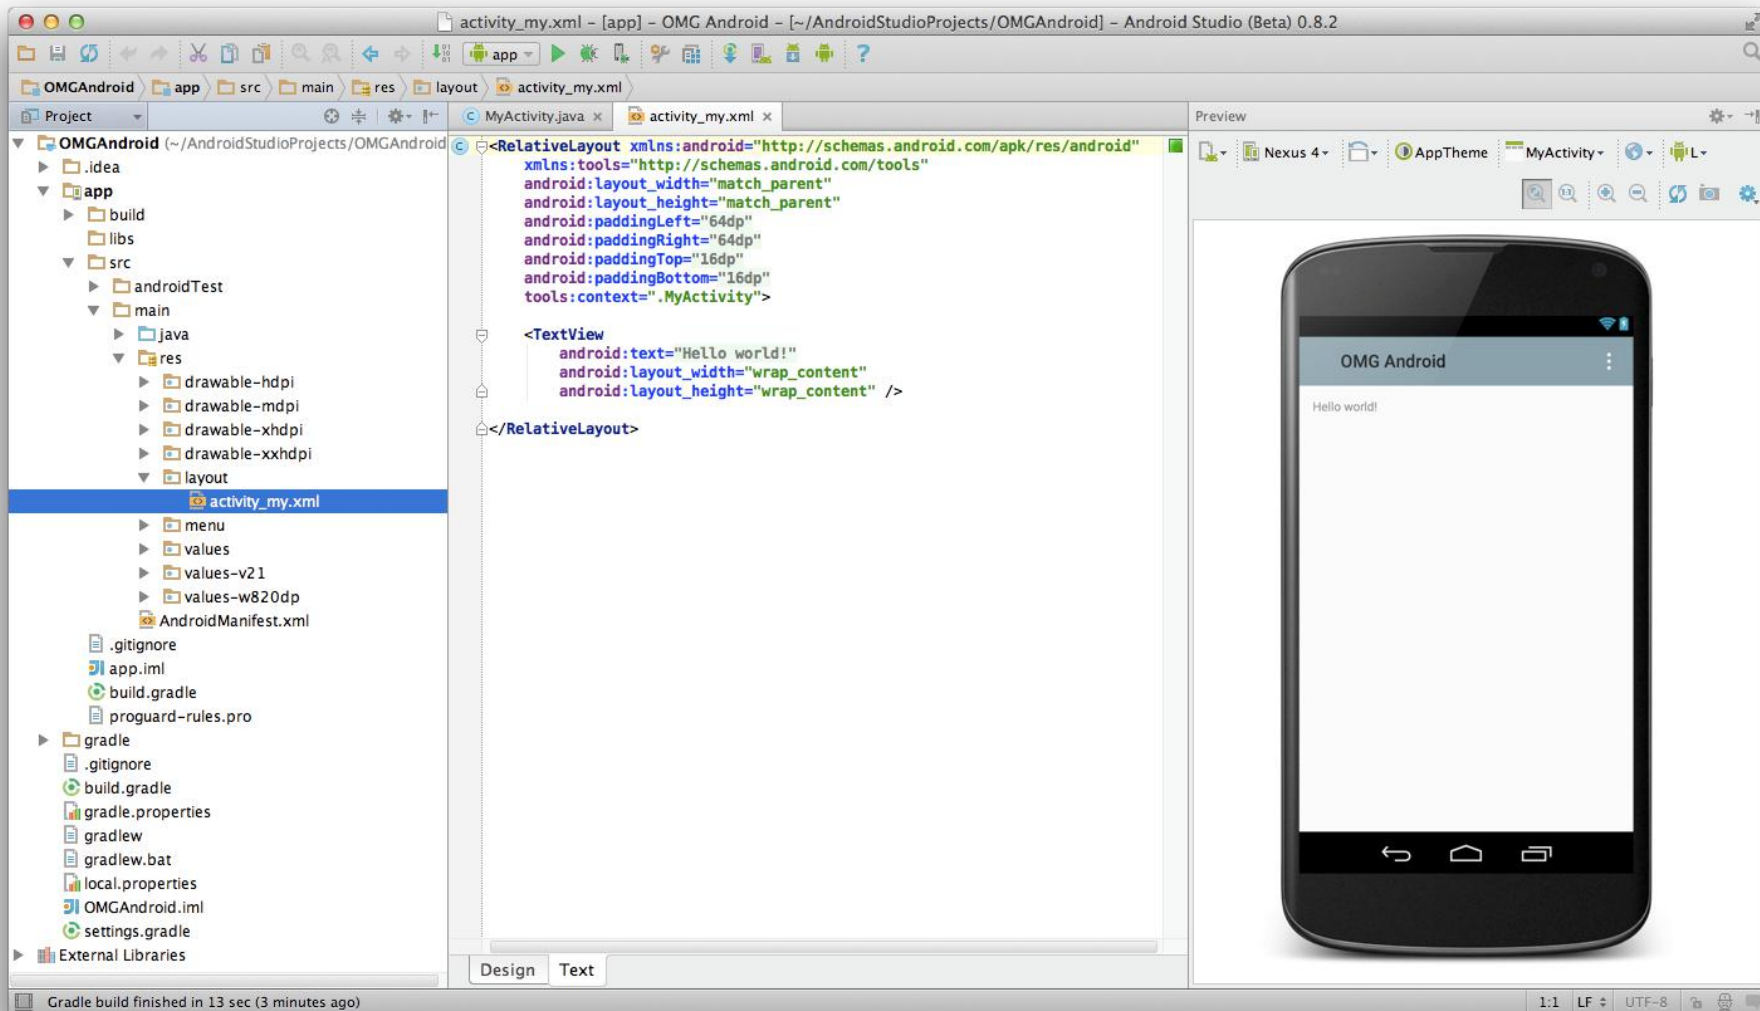 activity_my.xml – [app] – OMG Android – [~/AndroidStudioProjects/OMGAndroid] – Android Studio (Beta) 0.8.2
app
OMGAndroid app src main res layout activity_my.xml
Project
MyActivity.java activity_my.xml
Preview
OMGAndroid (~/AndroidStudioProjects/OMGAndroid
.idea
app
build
libs
src
androidTest
main
java
res
drawable-hdpi
drawable-mdpi
drawable-xhdpi
drawable-xxhdpi
layout
activity_my.xml
menu
values
values-v21
values-w820dp
AndroidManifest.xml
.gitignore
app.iml
build.gradle
proguard-rules.pro
gradle
.gitignore
build.gradle
gradle.properties
gradlew
gradlew.bat
local.properties
OMGAndroid.iml
settings.gradle
External Libraries
<RelativeLayout xmlns:android="http://schemas.android.com/apk/res/android"
xmlns:tools="http://schemas.android.com/tools"
android:layout_width="match_parent"
android:layout_height="match_parent"
android:paddingLeft="64dp"
android:paddingRight="64dp"
android:paddingTop="16dp"
android:paddingBottom="16dp"
tools:context=".MyActivity">
<TextView
android:text="Hello world!"
android:layout_width="wrap_content"
android:layout_height="wrap_content" />
</RelativeLayout>
Design Text
Nexus 4 AppTheme MyActivity L
1:1
OMG Android
Hello world!
Gradle build finished in 13 sec (3 minutes ago)
1:1 LF UTF-8